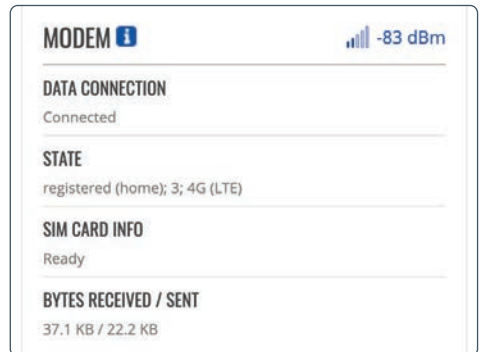 MODEM i -83 dBm
DATA CONNECTION
Connected
STATE
registered (home); 3; 4G (LTE)
SIM CARD INFO
Ready
BYTES RECEIVED / SENT
37.1 KB / 22.2 KB